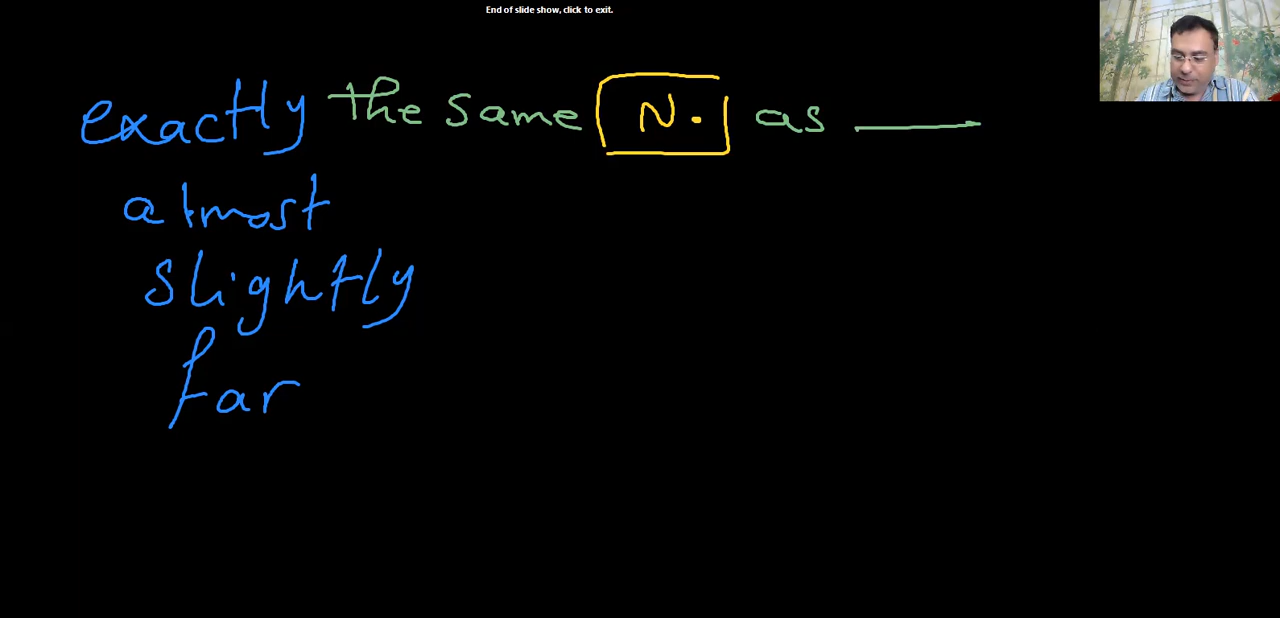 End of slide show, click to exit.
exactly the same N. as
almost
slightly
far